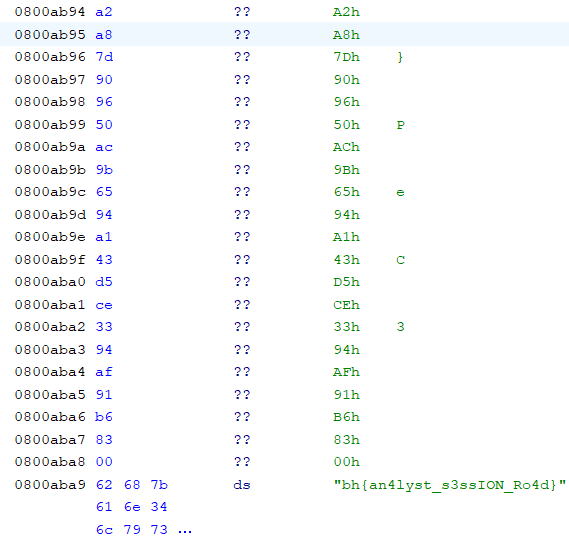 0800ab94 a2 ?? A2h
0800ab95 a8 ?? A8h
0800ab96 7d ?? 7Dh }
0800ab97 90 ?? 90h
0800ab98 96 ?? 96h
0800ab99 50 ?? 50h P
0800ab9a ac ?? ACh
0800ab9b 9b ?? 9Bh
0800ab9c 65 ?? 65h e
0800ab9d 94 ?? 94h
0800ab9e a1 ?? A1h
0800ab9f 43 ?? 43h C
0800aba0 d5 ?? D5h
0800aba1 ce ?? CEh
0800aba2 33 ?? 33h 3
0800aba3 94 ?? 94h
0800aba4 af ?? AFh
0800aba5 91 ?? 91h
0800aba6 b6 ?? B6h
0800aba7 83 ?? 83h
0800aba8 00 ?? 00h
0800aba9 62 68 7b ds "bh{an4lyst_s3ssION_Ro4d}"
61 6e 34
6c 79 73 ...